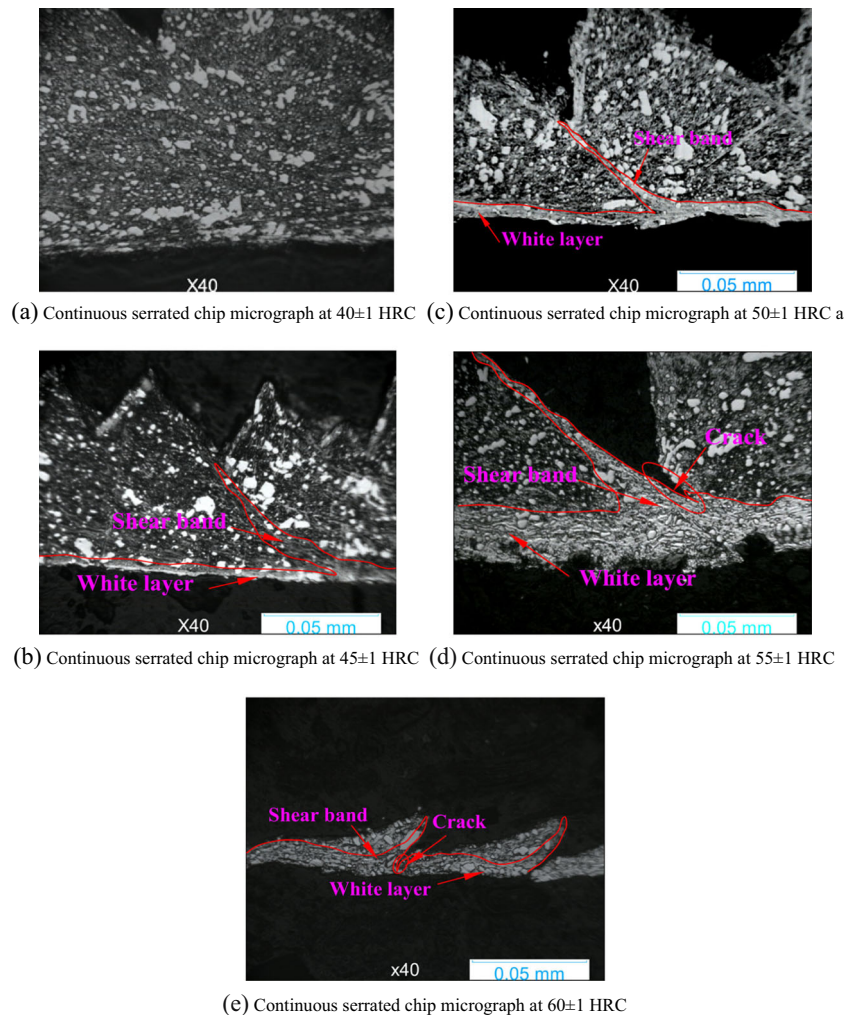 X40
(a) Continuous serrated chip micrograph at 40±1 HRC
Shear band
White layer
X40
0.05 mm
(c) Continuous serrated chip micrograph at 50±1 HRC a
Shear band
White layer
X40
0.05 mm
(b) Continuous serrated chip micrograph at 45±1 HRC
Crack
Shear band
White layer
x40
0.05 mm
(d) Continuous serrated chip micrograph at 55±1 HRC
Shear band
Crack
White layer
x40
0.05 mm
(e) Continuous serrated chip micrograph at 60±1 HRC